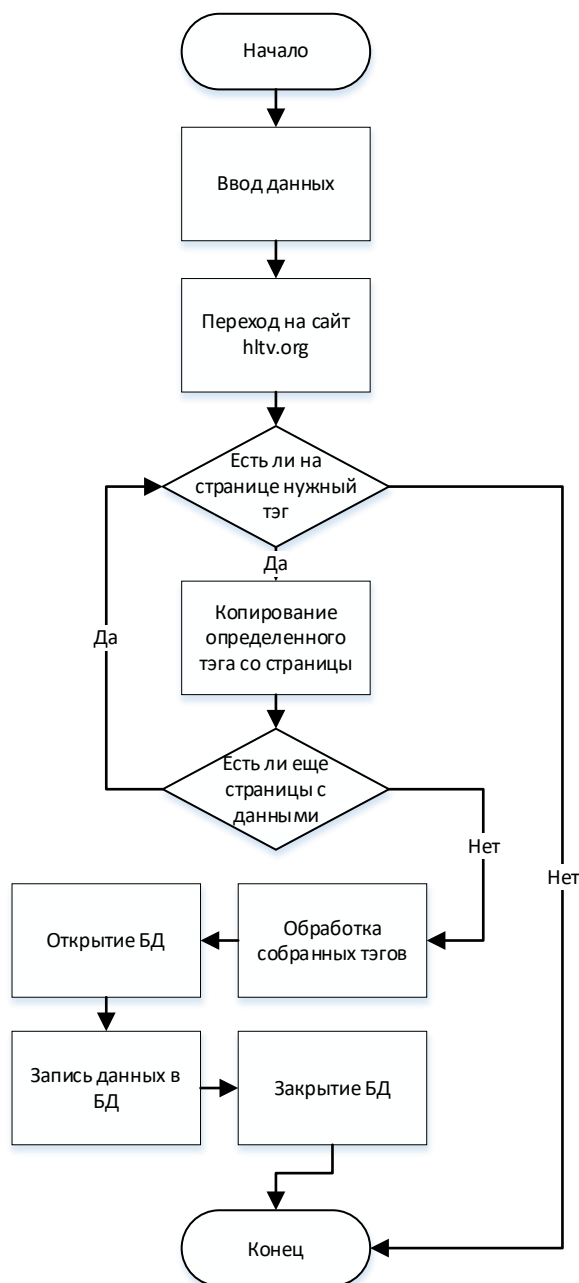 Начало
Ввод данных
Переход на сайт
hltv.org
Есть ли на
странице нужный
тэг
Да
Копирование
определенного
тэга со страницы
Да
Есть ли еще
страницы с
данными
Нет
Нет
Открытие БД
Обработка
собранных тэгов
Запись данных в
БД
Закрытие БД
Конец